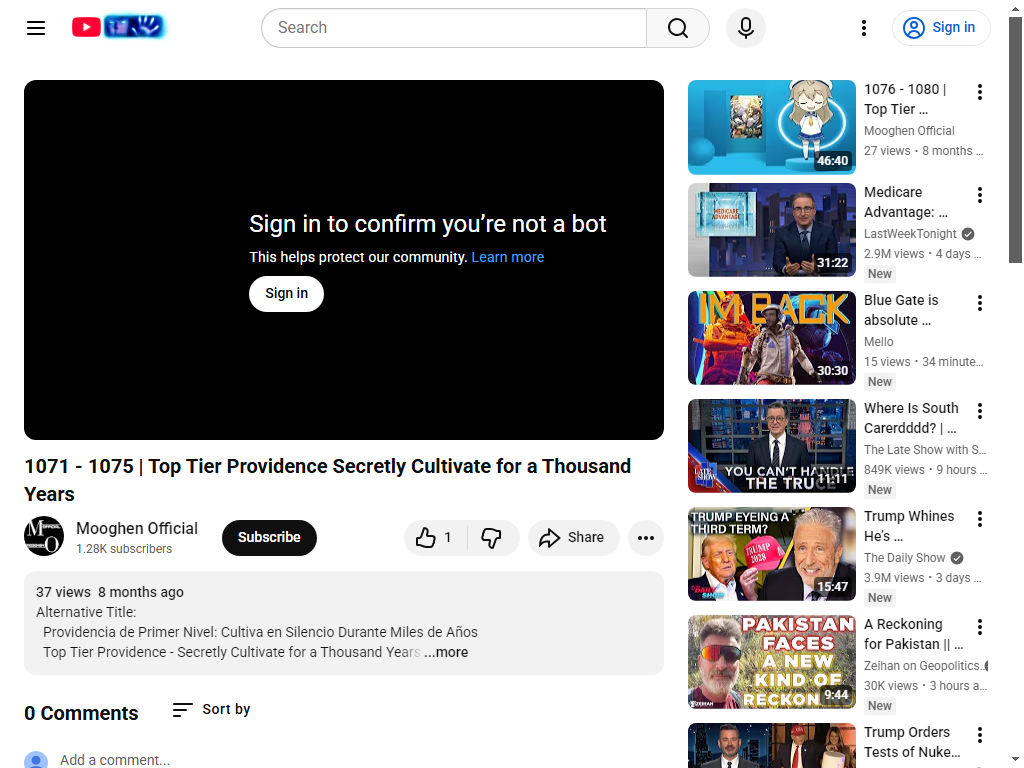 Search
Sign in
Sign in to confirm you’re not a bot
This helps protect our community. Learn more
Sign in
1071 - 1075 | Top Tier Providence Secretly Cultivate for a Thousand
Years
Mooghen Official
1.28K subscribers
Subscribe
1
Share
37 views 8 months ago
Alternative Title:
Providencia de Primer Nivel: Cultiva en Silencio Durante Miles de Años
Top Tier Providence - Secretly Cultivate for a Thousand Years ...more
0 Comments
Sort by
Add a comment...
46:40
1076 - 1080 |
Top Tier ...
Mooghen Official
27 views • 8 months ...
MEDICARE
ADVANTAGE
31:22
Medicare
Advantage: ...
LastWeekTonight
2.9M views • 4 days ...
New
IM BACK
30:30
Blue Gate is
absolute ...
Mello
15 views • 34 minute...
New
LATE SHOW
YOU CAN'T HANDLE
THE TRUC
11:11
Where Is South
Carerdddd? | ...
The Late Show with S...
849K views • 9 hours ...
New
TRUMP EYEING A
THIRD TERM?
TRUMP
2028
15:47
Trump Whines
He's ...
The Daily Show
3.9M views • 3 days ...
New
PAKISTAN
FACES
A NEW
KIND OF
RECKON
ZEIHAN
9:44
A Reckoning
for Pakistan || ...
Zeihan on Geopolitics..
30K views • 3 hours a...
New
Trump Orders
Tests of Nuke...